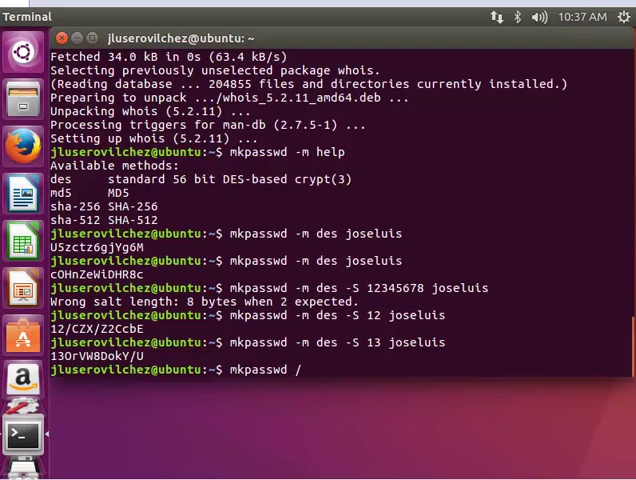 Terminal
10:37 AM
jluserovilchez@ubuntu: ~
Fetched 34.0 kB in 0s (63.4 kB/s)
Selecting previously unselected package whois.
(Reading database ... 204855 files and directories currently installed.)
Preparing to unpack .../whois_5.2.11_amd64.deb ...
Unpacking whois (5.2.11) ...
Processing triggers for man-db (2.7.5-1) ...
Setting up whois (5.2.11) ...
jluserovilchez@ubuntu:~$ mkpasswd -m help
Available methods:
des     standard 56 bit DES-based crypt(3)
md5     MD5
sha-256 SHA-256
sha-512 SHA-512
jluserovilchez@ubuntu:~$ mkpasswd -m des joseluis
U5zctz6gjYg6M
jluserovilchez@ubuntu:~$ mkpasswd -m des joseluis
cOHnZeWiDHR8c
jluserovilchez@ubuntu:~$ mkpasswd -m des -S 12345678 joseluis
Wrong salt length: 8 bytes when 2 expected.
jluserovilchez@ubuntu:~$ mkpasswd -m des -S 12 joseluis
12/CZX/Z2CcbE
jluserovilchez@ubuntu:~$ mkpasswd -m des -S 13 joseluis
13OrVW8DokY/U
jluserovilchez@ubuntu:~$ mkpasswd /